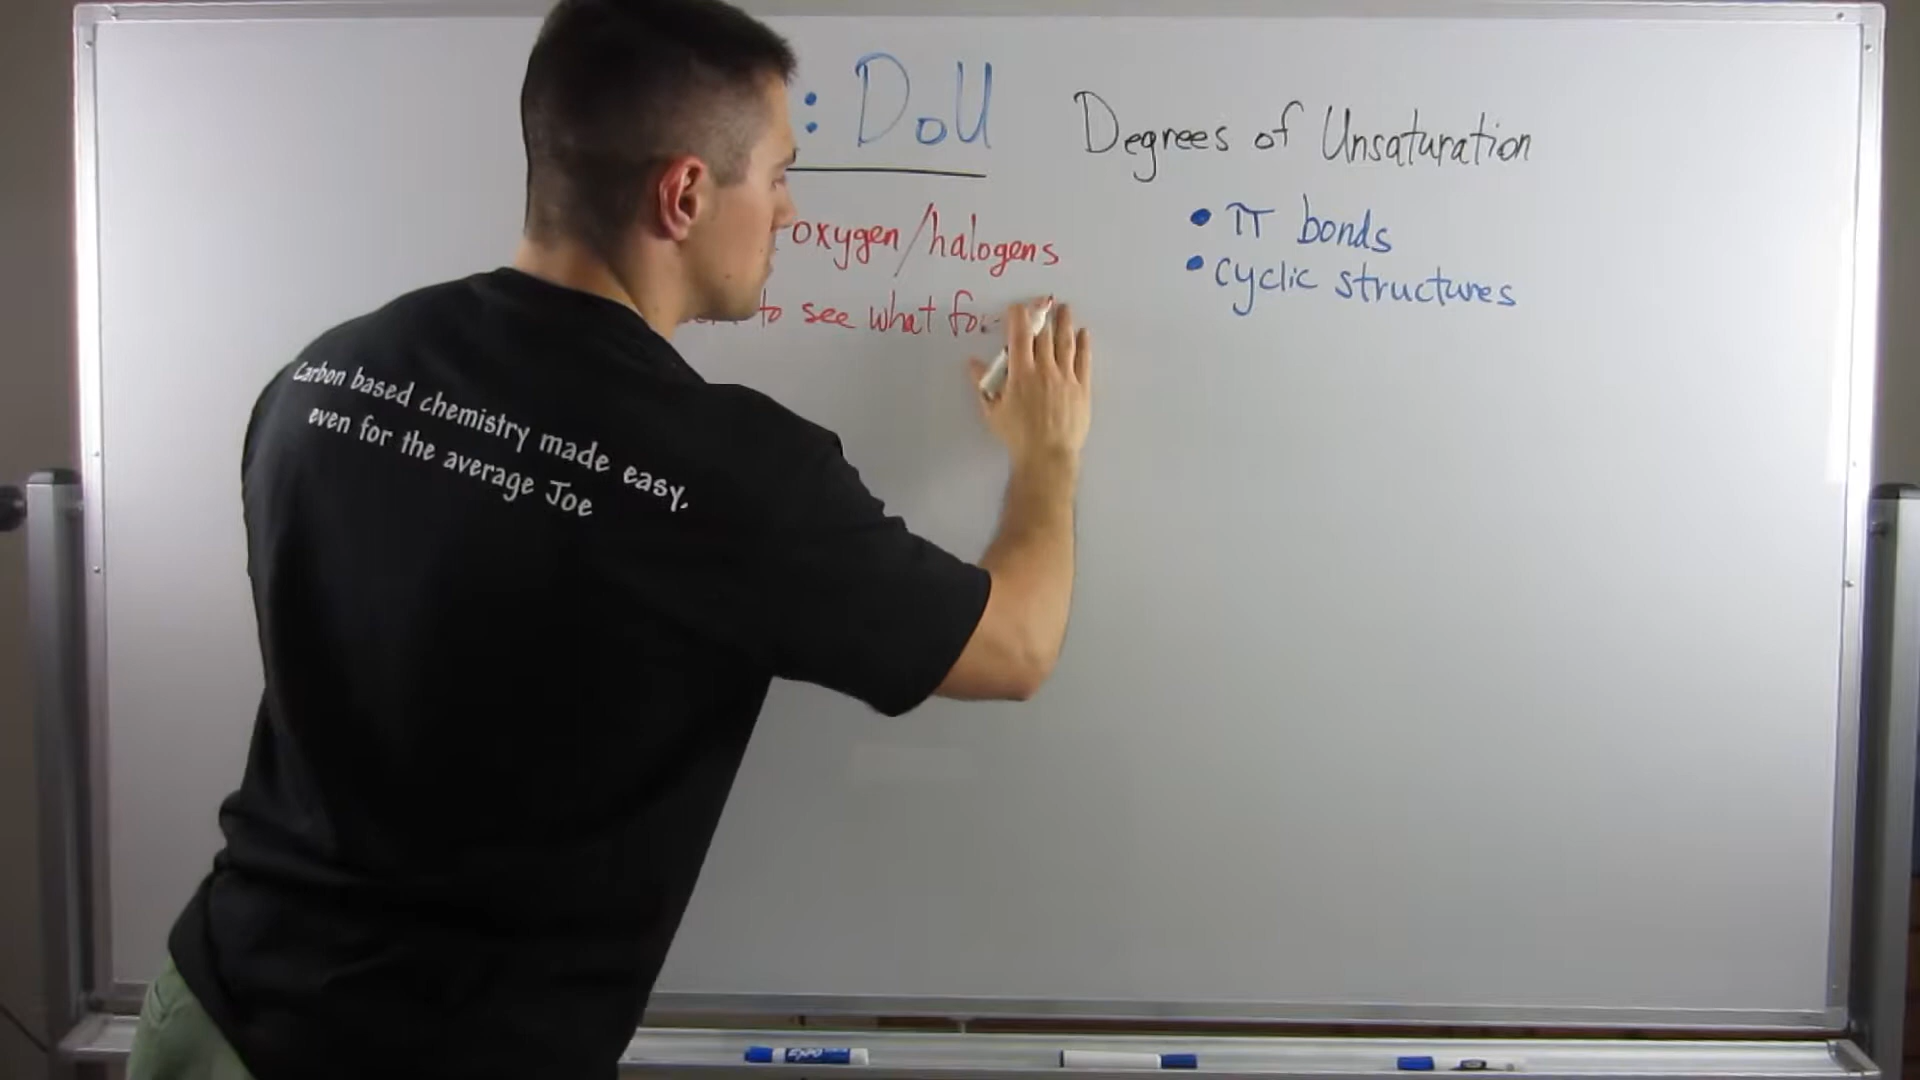 : DoU
Degrees of Unsaturation
• π bonds
• cyclic structures
oxygen/halogens
to see what
Carbon based chemistry made easy,
even for the average Joe
EXPO